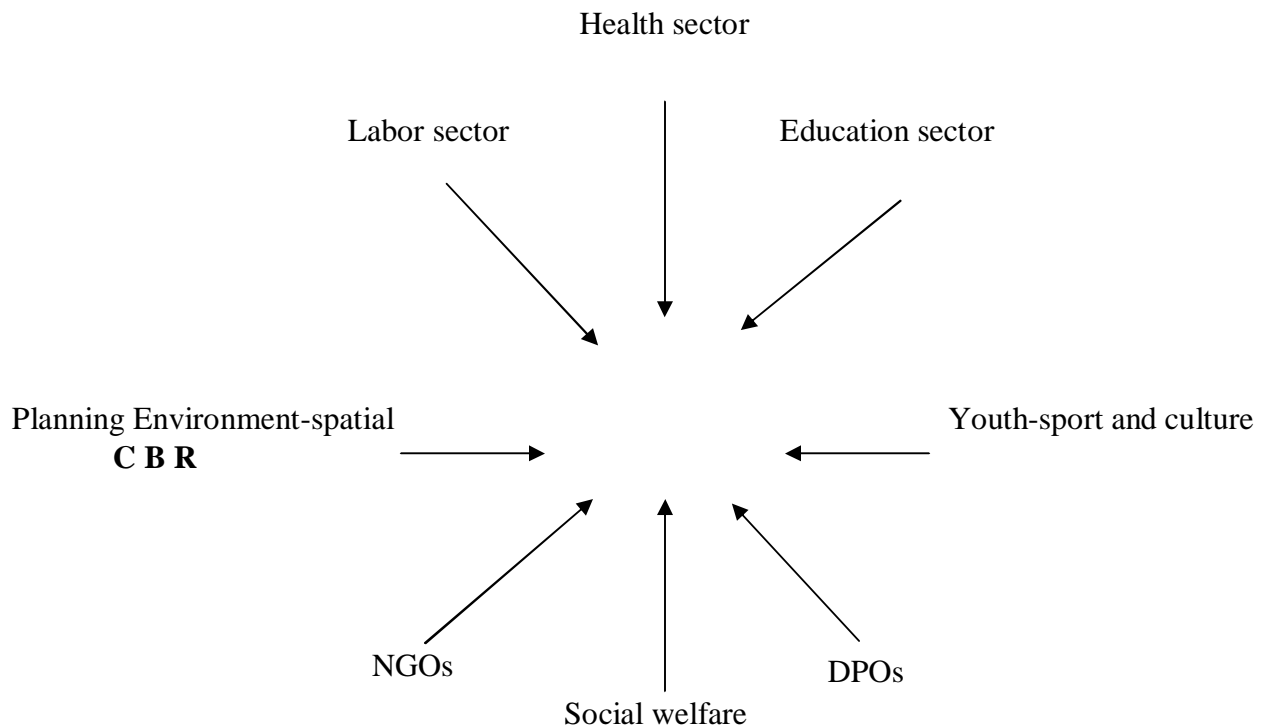 Health sector
Labor sector
Education sector
Planning Environment-spatial
C B R
Youth-sport and culture
NGOs
DPOs
Social welfare